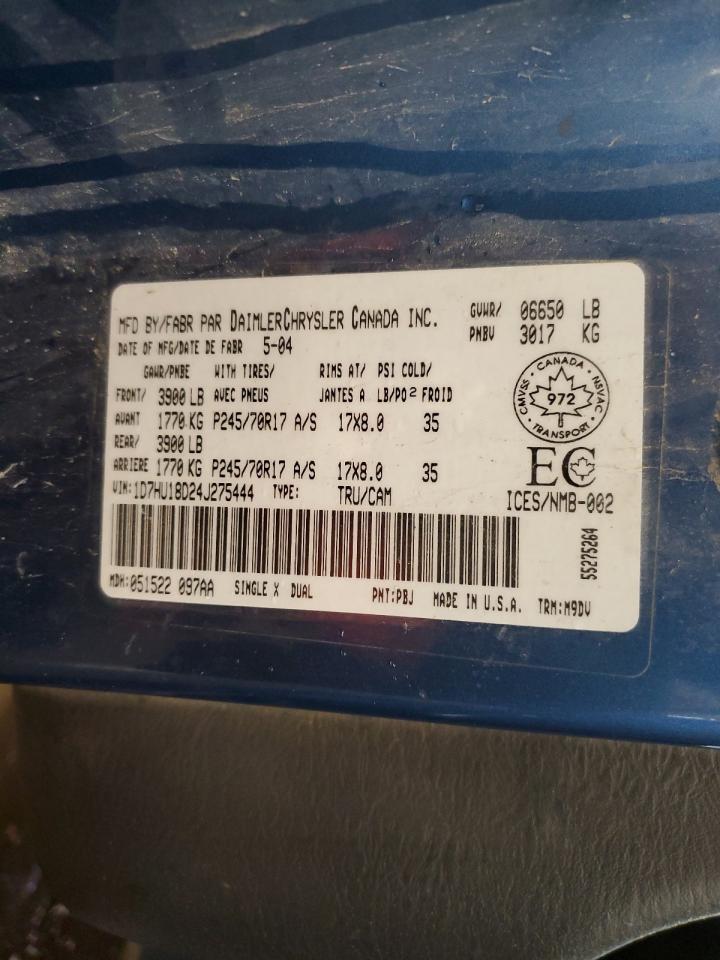 MFD BY/FABR PAR DAIMLERCHRYSLER CANADA INC.
GVWR/ 06650 LB
PNBV 3017 KG
DATE OF MFG/DATE DE FABR 5-04
GAWR/PNBE WITH TIRES/ RIMS AT/ PSI COLD/
FRONT/ 3900 LB AVEC PNEUS JANTES A LB/PO² FROID
AVANT 1770 KG P245/70R17 A/S 17X8.0 35
REAR/ 3900 LB
ARRIERE 1770 KG P245/70R17 A/S 17X8.0 35
VIN:1D7HU18D24J275444 TYPE: TRU/CAM
CANADA
CMVSS 972 NSVAC
TRANSPORT
EC
ICES/NMB-002
55275264
MDH:051522 097AA SINGLE X DUAL PNT:PBJ MADE IN U.S.A. TRM:M9DV